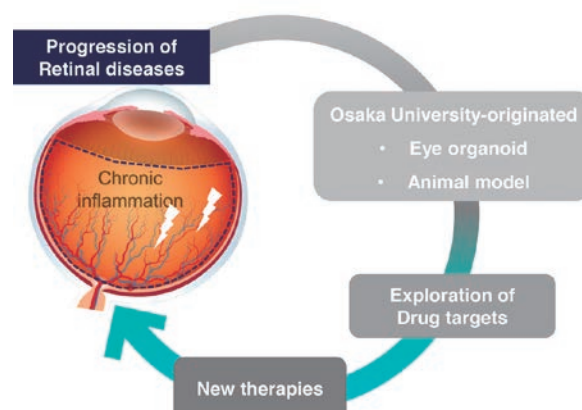 Progression of
Retinal diseases
Chronic
inflammation
Osaka University-originated
• Eye organoid
• Animal model
Exploration of
Drug targets
New therapies